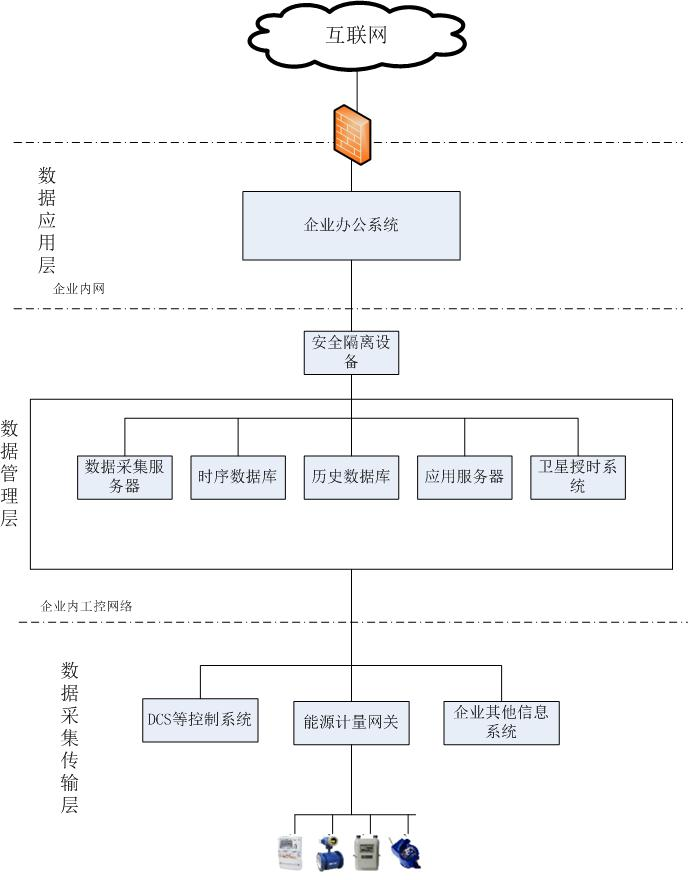 互联网
数据应用层
企业办公系统
企业内网
安全隔离设
备
数据管理层
数据采集服
务器
时序数据库
历史数据库
应用服务器
卫星授时系
统
企业内工控网络
数据采集传输层
DCS等控制系统
能源计量网关
企业其他信息
系统